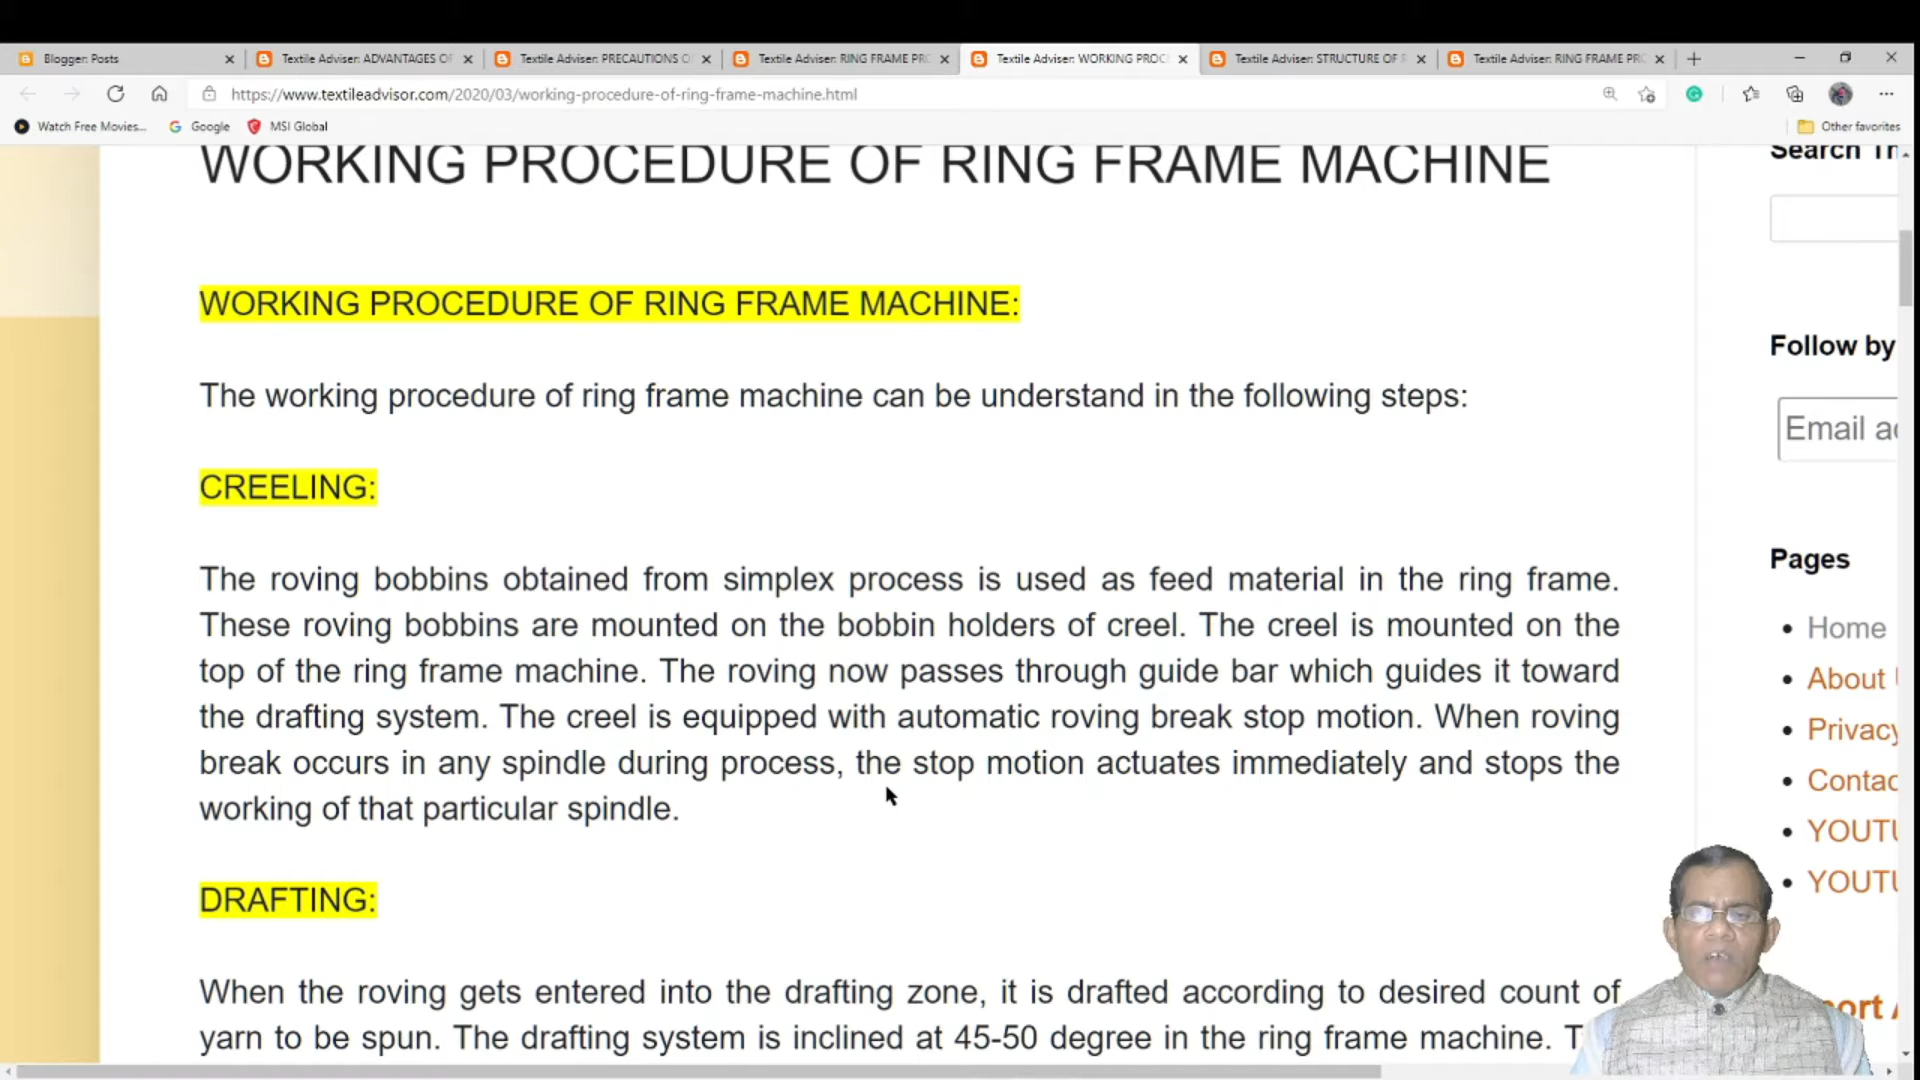 Blogger: Posts
Textile Adviser: ADVANTAGES OF
Textile Adviser: PRECAUTIONS O
Textile Adviser: RING FRAME PR
Textile Adviser: WORKING PROC
Textile Adviser: STRUCTURE OF
Textile Adviser: RING FRAME PR
https://www.textileadvisor.com/2020/03/working-procedure-of-ring-frame-machine.html
Watch Free Movies...
Google
MSI Global
Other favorites
WORKING PROCEDURE OF RING FRAME MACHINE
WORKING PROCEDURE OF RING FRAME MACHINE:
The working procedure of ring frame machine can be understand in the following steps:
CREELING:
The roving bobbins obtained from simplex process is used as feed material in the ring frame.
These roving bobbins are mounted on the bobbin holders of creel. The creel is mounted on the
top of the ring frame machine. The roving now passes through guide bar which guides it toward
the drafting system. The creel is equipped with automatic roving break stop motion. When roving
break occurs in any spindle during process, the stop motion actuates immediately and stops the
working of that particular spindle.
DRAFTING:
When the roving gets entered into the drafting zone, it is drafted according to desired count of
yarn to be spun. The drafting system is inclined at 45-50 degree in the ring frame machine. T
Search Th
Follow by
Email a
Pages
Home
About
Privacy
Contac
YOUTU
YOUTU
ort A